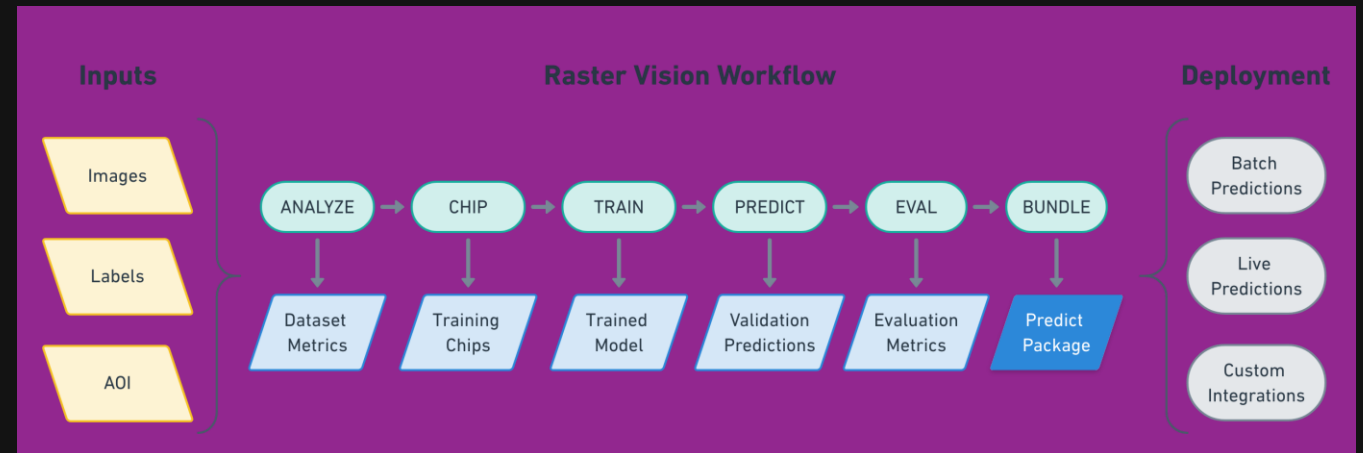 Inputs
Raster Vision Workflow
Deployment
Images
Labels
AOI
ANALYZE
CHIP
TRAIN
PREDICT
EVAL
BUNDLE
Dataset
Metrics
Training
Chips
Trained
Model
Validation
Predictions
Evaluation
Metrics
Predict
Package
Batch
Predictions
Live
Predictions
Custom
Integrations